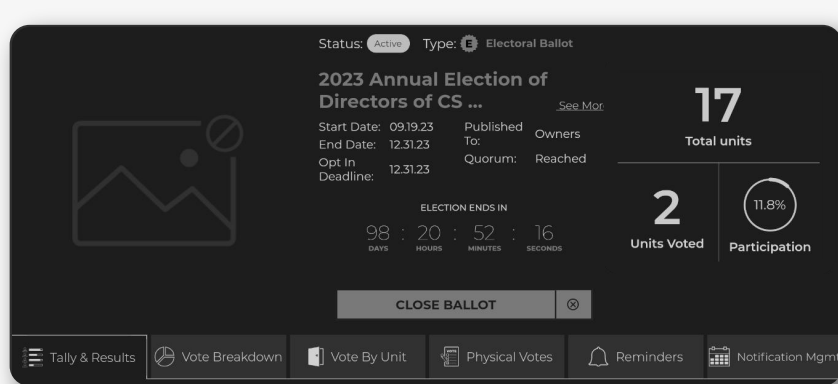 Status: Active Type: E Electoral Ballot
2023 Annual Election of
Directors of CS ... See Mor
Start Date: 09.19.23
End Date: 12.31.23
Opt In
Deadline: 12.31.23
Published
To: Owners
Quorum: Reached
ELECTION ENDS IN
98 : 20 : 52 : 16
DAYS HOURS MINUTES SECONDS
CLOSE BALLOT
17
Total units
2
Units Voted
11.8%
Participation
Tally & Results Vote Breakdown Vote By Unit Physical Votes Reminders Notification Mgmt